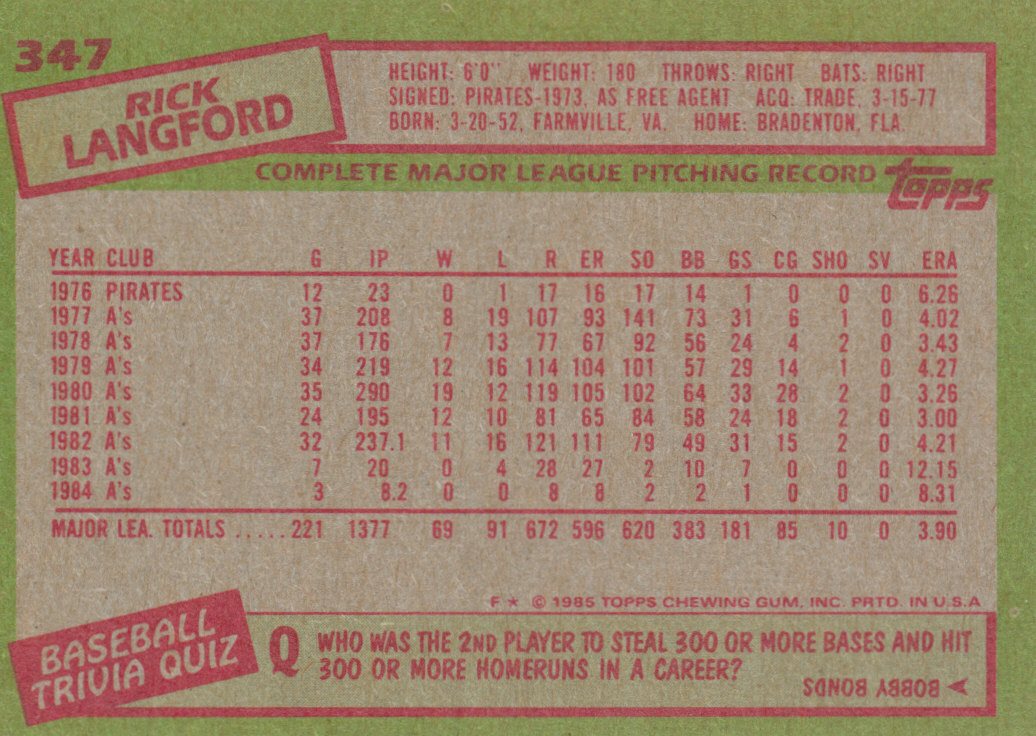 347
RICK
LANGFORD
HEIGHT: 6'0" WEIGHT: 180 THROWS: RIGHT BATS: RIGHT
SIGNED: PIRATES-1973, AS FREE AGENT ACQ: TRADE, 3-15-77
BORN: 3-20-52, FARMVILLE, VA. HOME: BRADENTON, FLA.
COMPLETE MAJOR LEAGUE PITCHING RECORD topps
YEAR CLUB G IP W L R ER SO BB GS CG SHO SV ERA
1976 PIRATES 12 23 0 1 17 16 17 14 1 0 0 0 6.26
1977 A's 37 208 8 19 107 93 141 73 31 6 1 0 4.02
1978 A's 37 176 7 13 77 67 92 56 24 4 2 0 3.43
1979 A's 34 219 12 16 114 104 101 57 29 14 1 0 4.27
1980 A's 35 290 19 12 119 105 102 64 33 28 2 0 3.26
1981 A's 24 195 12 10 81 65 84 58 24 18 2 0 3.00
1982 A's 32 237.1 11 16 121 111 79 49 31 15 2 0 4.21
1983 A's 7 20 0 4 28 27 2 10 7 0 0 0 12.15
1984 A's 3 8.2 0 0 8 8 2 2 1 0 0 0 8.31
MAJOR LEA. TOTALS ..... 221 1377 69 91 672 596 620 383 181 85 10 0 3.90
F ★ © 1985 TOPPS CHEWING GUM, INC. PRTD. IN U.S.A
BASEBALL
TRIVIA QUIZ
Q WHO WAS THE 2ND PLAYER TO STEAL 300 OR MORE BASES AND HIT
300 OR MORE HOMERUNS IN A CAREER?
BOBBY BONDS